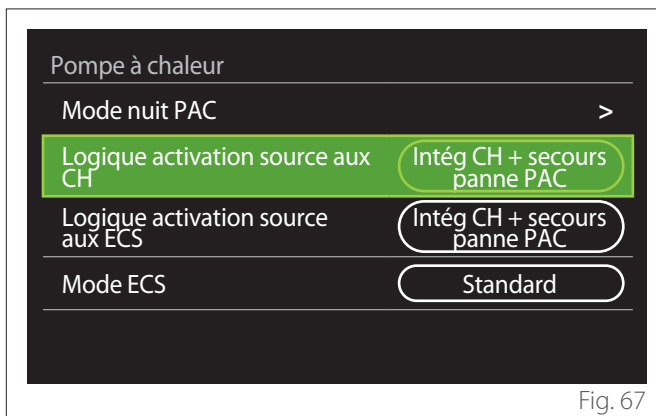 Pompe à chaleur
Mode nuit PAC >
Logique activation source aux
CH
Intég CH + secours
panne PAC
Logique activation source
aux ECS
Intég CH + secours
panne PAC
Mode ECS Standard
Fig. 67